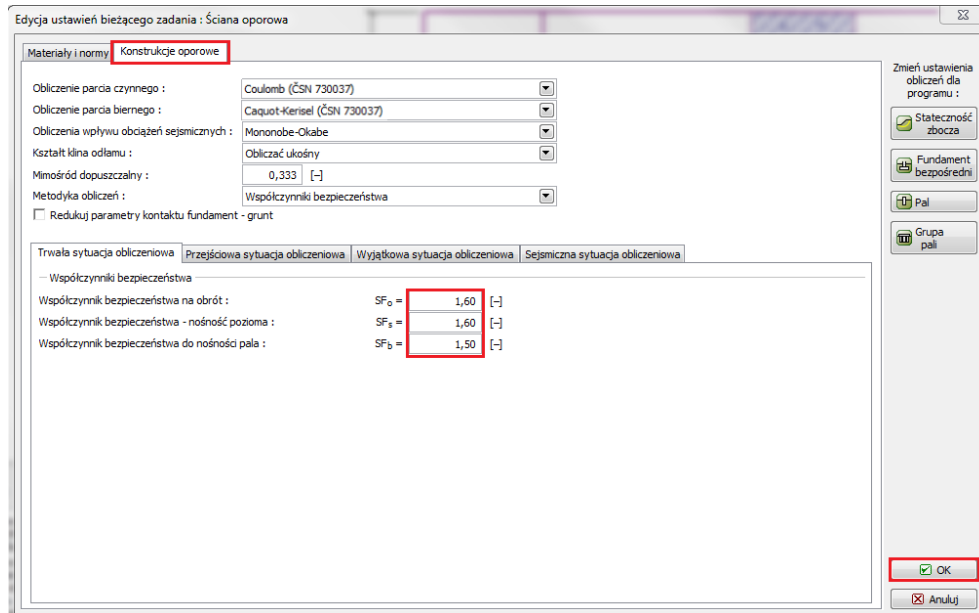 Edycja ustawień bieżącego zadania : Ściana oporowa
Materiały i normy Konstrukcje oporowe
Obliczenie parcia czynnego : Coulomb (ČSN 730037)
Obliczenie parcia biernego : Caquot-Kerisel (ČSN 730037)
Obliczenia wpływu obciążeń sejsmicznych : Mononobe-Okabe
Kształt klina odłamu : Obliczać ukośny
Mimośród dopuszczalny : 0,333 [–]
Metodyka obliczeń : Współczynniki bezpieczeństwa
Redukuj parametry kontaktu fundament - grunt
Trwała sytuacja obliczeniowa Przejściowa sytuacja obliczeniowa Wyjątkowa sytuacja obliczeniowa Sejsmiczna sytuacja obliczeniowa
Współczynniki bezpieczeństwa
Współczynnik bezpieczeństwa na obrót : SFo = 1,60 [–]
Współczynnik bezpieczeństwa - nośność pozioma : SFs = 1,60 [–]
Współczynnik bezpieczeństwa do nośności pala : SFb = 1,50 [–]
Zmień ustawienia
obliczeń dla
programu :
Stateczność
zbocza
Fundament
bezpośredni
Pal
Grupa
pali
OK
Anuluj